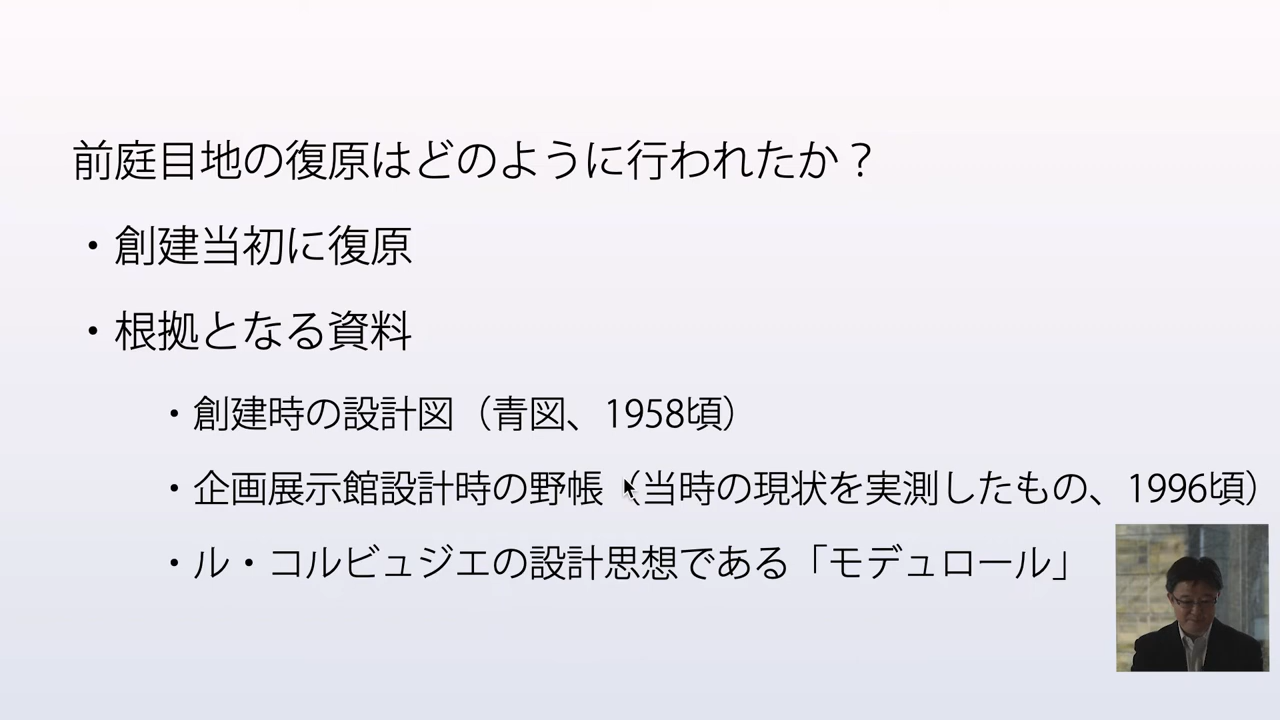 前庭目地の復原はどのように行われたか？
・創建当初に復原
・根拠となる資料
・創建時の設計図（青図、1958頃）
・企画展示館設計時の野帳（当時の現状を実測したもの、1996頃）
・ル・コルビュジエの設計思想である「モデュロール」